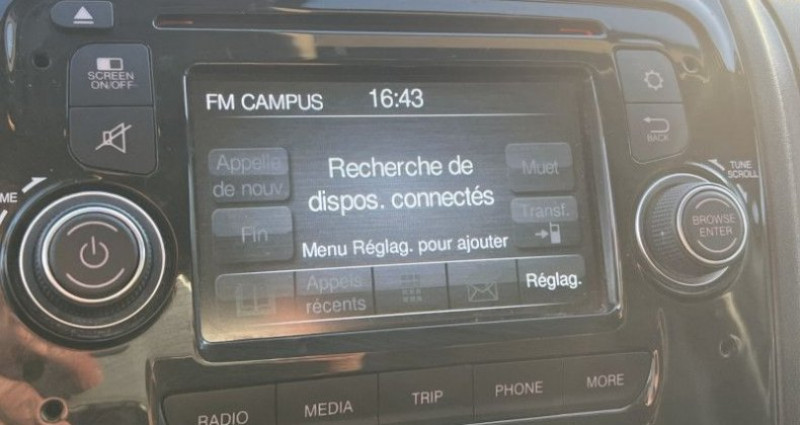 SCREEN
ON/OFF
FM CAMPUS 16:43
Appelle
de nouv.
Recherche de
dispos. connectés
Muet
Fin
Transf.
Menu Réglag. pour ajouter
Appels
récents
Réglag.
BACK
TUNE
SCROLL
BROWSE
ENTER
RADIO
MEDIA
TRIP
PHONE
MORE